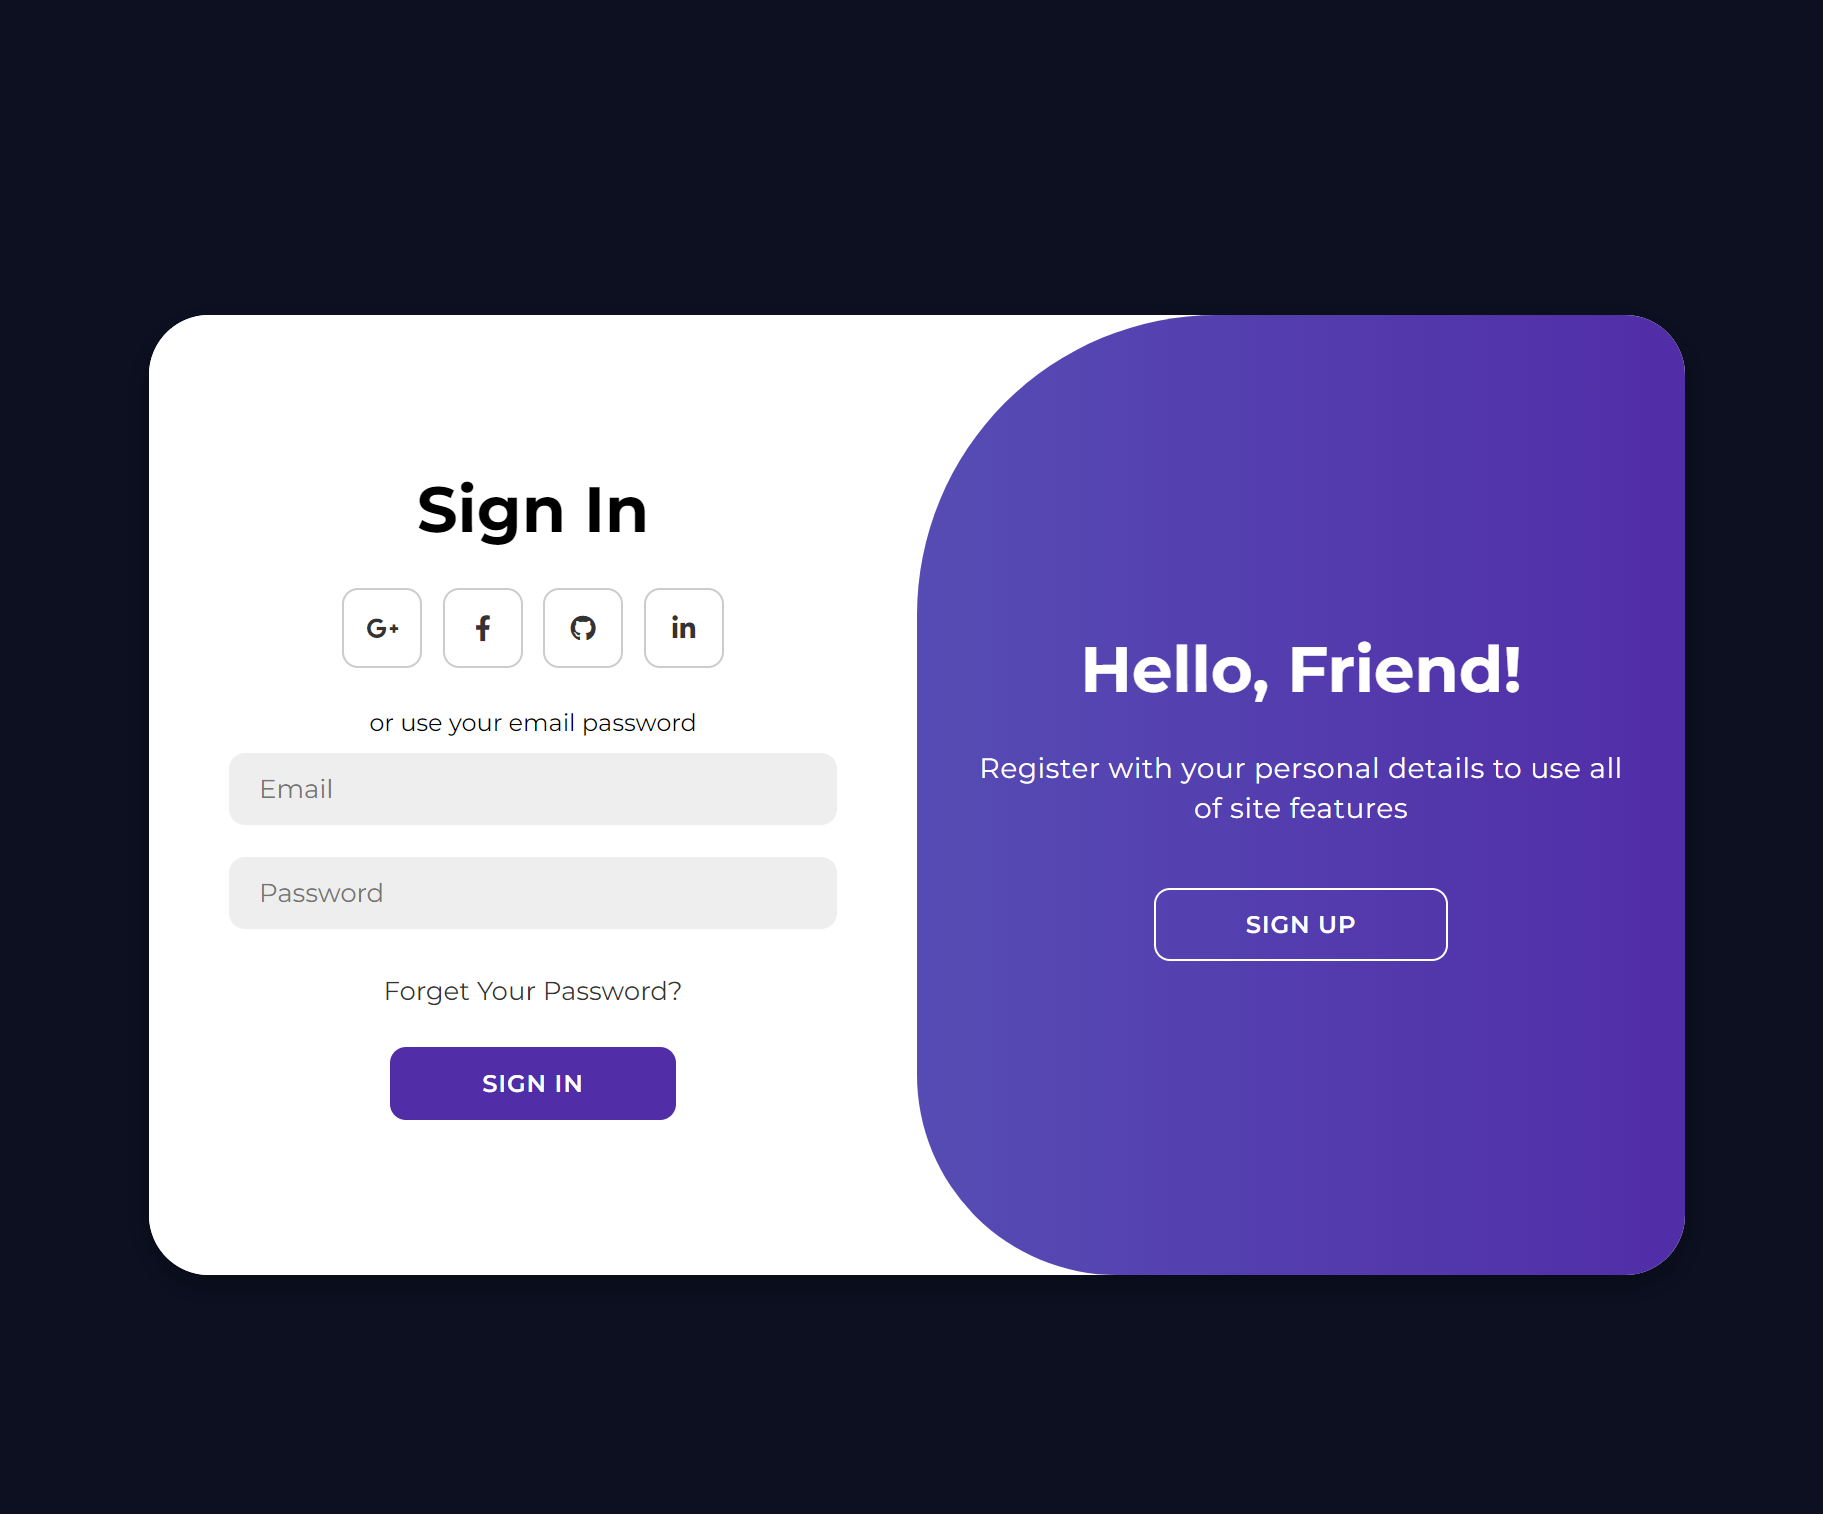 Sign In
G+
f
in
or use your email password
Email
Password
Forget Your Password?
SIGN IN
Hello, Friend!
Register with your personal details to use all
of site features
SIGN UP